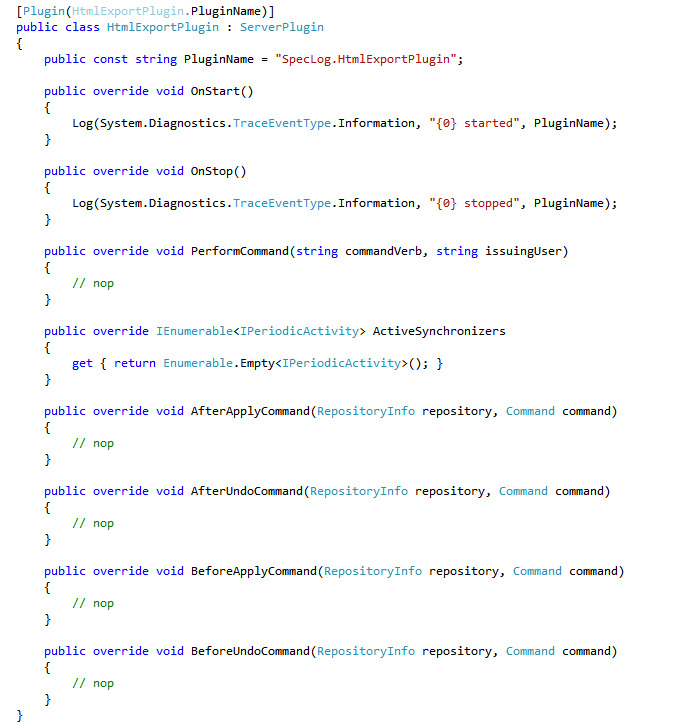 [Plugin(HtmlExportPlugin.PluginName)]
public class HtmlExportPlugin : ServerPlugin
{
    public const string PluginName = "SpecLog.HtmlExportPlugin";

    public override void OnStart()
    {
        Log(System.Diagnostics.TraceEventType.Information, "{0} started", PluginName);
    }

    public override void OnStop()
    {
        Log(System.Diagnostics.TraceEventType.Information, "{0} stopped", PluginName);
    }

    public override void PerformCommand(string commandVerb, string issuingUser)
    {
        // nop
    }

    public override IEnumerable<IPeriodicActivity> ActiveSynchronizers
    {
        get { return Enumerable.Empty<IPeriodicActivity>(); }
    }

    public override void AfterApplyCommand(RepositoryInfo repository, Command command)
    {
        // nop
    }

    public override void AfterUndoCommand(RepositoryInfo repository, Command command)
    {
        // nop
    }

    public override void BeforeApplyCommand(RepositoryInfo repository, Command command)
    {
        // nop
    }

    public override void BeforeUndoCommand(RepositoryInfo repository, Command command)
    {
        // nop
    }
}